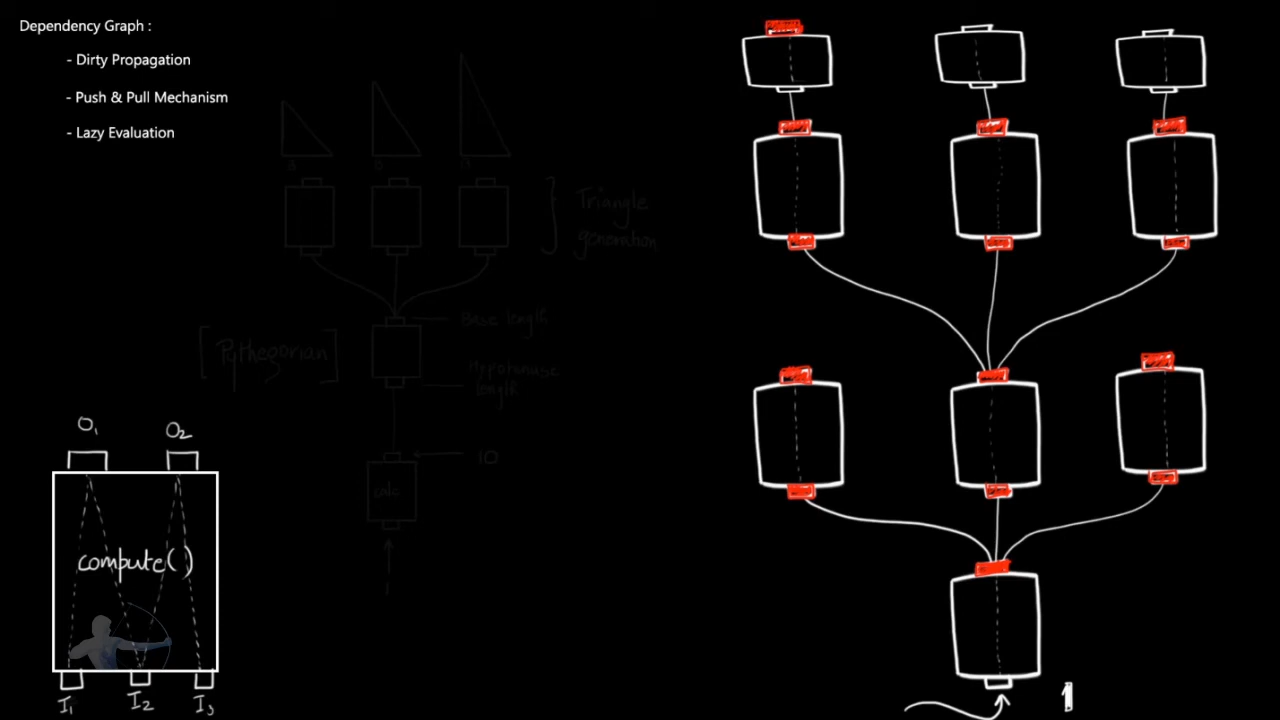 Dependency Graph :
- Dirty Propagation
- Push & Pull Mechanism
- Lazy Evaluation
Triangle
generation
Base length
[Pythegorian]
Hypotenuse
length
10
calc
O1 O2
compute()
I1 I2 I3
1